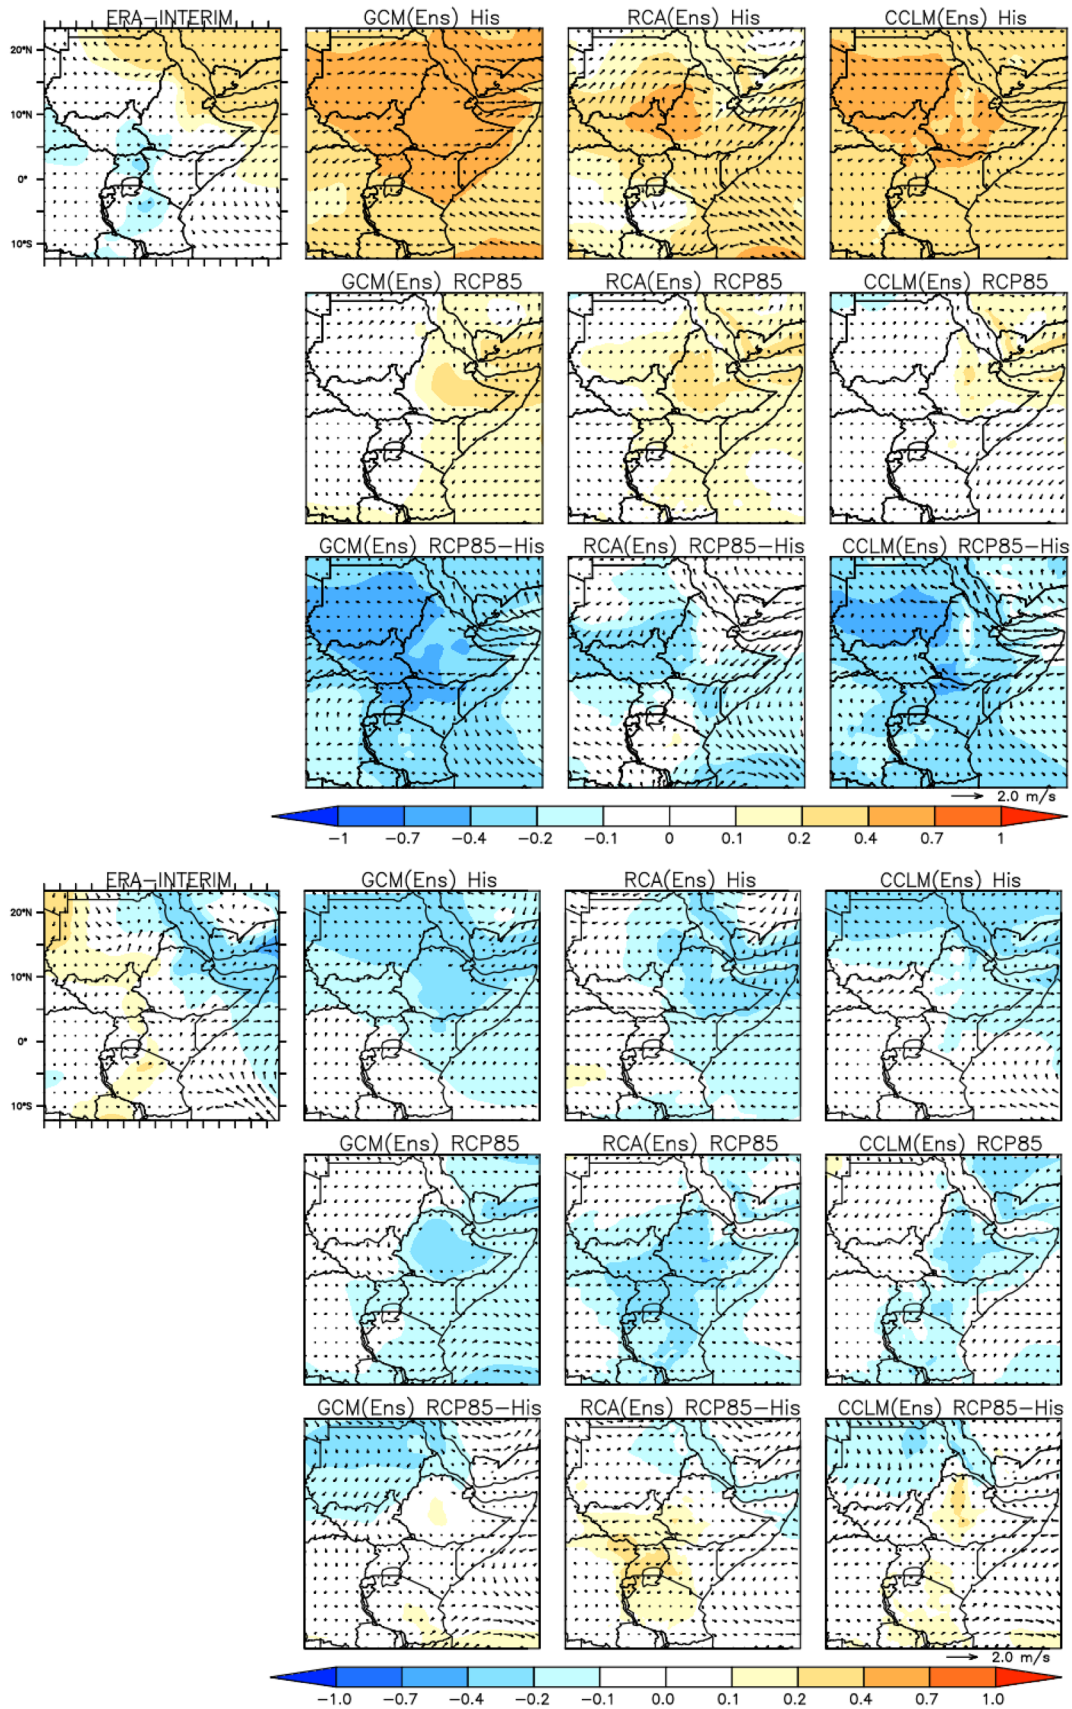 ERA-INTERIM GCM(Ens) His RCA(Ens) His CCLM(Ens) His
20°N
10°N
0°
10°S
GCM(Ens) RCP85 RCA(Ens) RCP85 CCLM(Ens) RCP85
GCM(Ens) RCP85-His RCA(Ens) RCP85-His CCLM(Ens) RCP85-His
2.0 m/s
-1 -0.7 -0.4 -0.2 -0.1 0 0.1 0.2 0.4 0.7 1
ERA-INTERIM GCM(Ens) His RCA(Ens) His CCLM(Ens) His
20°N
10°N
0°
10°S
GCM(Ens) RCP85 RCA(Ens) RCP85 CCLM(Ens) RCP85
GCM(Ens) RCP85-His RCA(Ens) RCP85-His CCLM(Ens) RCP85-His
2.0 m/s
-1.0 -0.7 -0.4 -0.2 -0.1 0.0 0.1 0.2 0.4 0.7 1.0